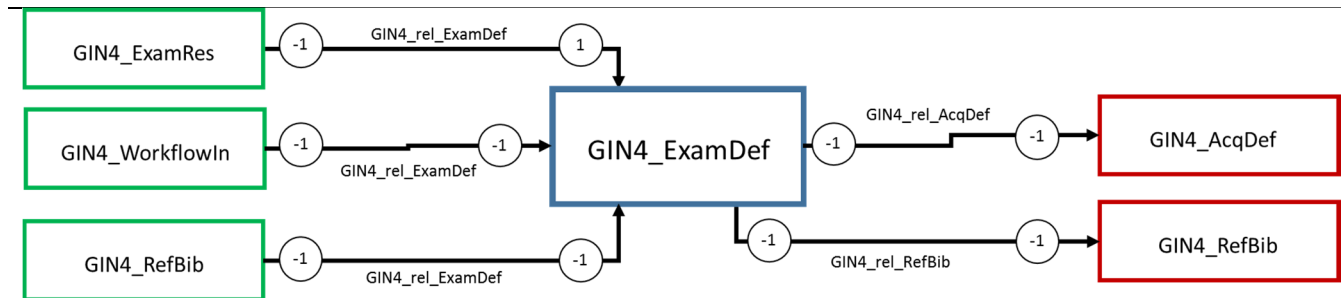 GIN4_ExamRes
-1
GIN4_rel_ExamDef
1
GIN4_WorkflowIn
-1
GIN4_rel_ExamDef
-1
GIN4_RefBib
-1
GIN4_rel_ExamDef
-1
GIN4_ExamDef
-1
GIN4_rel_AcqDef
-1
GIN4_AcqDef
-1
GIN4_rel_RefBib
-1
GIN4_RefBib